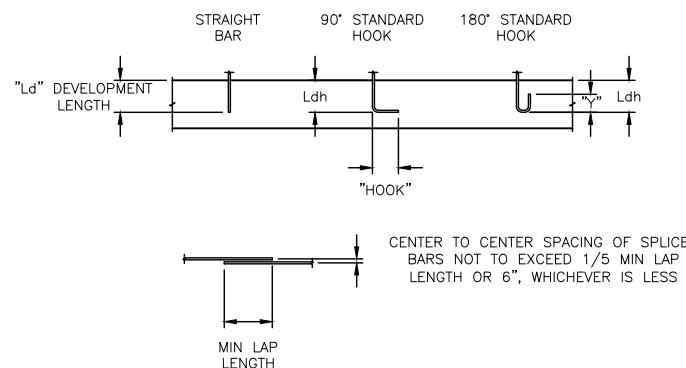 STRAIGHT
BAR
90° STANDARD
HOOK
180° STANDARD
HOOK
"Ld" DEVELOPMENT
LENGTH
Ldh
"Y"
Ldh
"HOOK"
CENTER TO CENTER SPACING OF SPLICE
BARS NOT TO EXCEED 1/5 MIN LAP
LENGTH OR 6", WHICHEVER IS LESS
MIN LAP
LENGTH